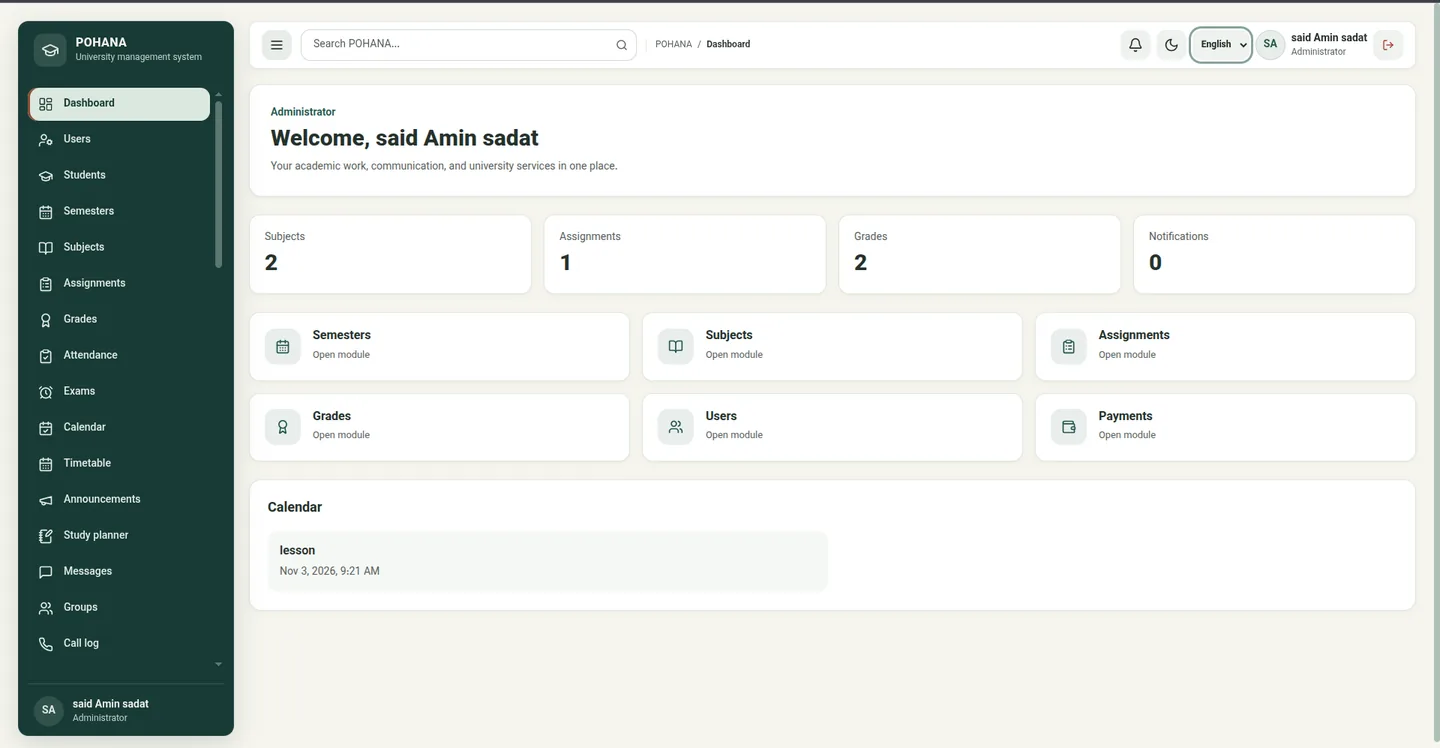 POHANA
University management system
Dashboard
Users
Students
Semesters
Subjects
Assignments
Grades
Attendance
Exams
Calendar
Timetable
Announcements
Study planner
Messages
Groups
Call log
SA
said Amin sadat
Administrator
Search POHANA...
POHANA / Dashboard
English
SA
said Amin sadat
Administrator
Administrator
Welcome, said Amin sadat
Your academic work, communication, and university services in one place.
Subjects
2
Assignments
1
Grades
2
Notifications
0
Semesters
Open module
Subjects
Open module
Assignments
Open module
Grades
Open module
Users
Open module
Payments
Open module
Calendar
lesson
Nov 3, 2026, 9:21 AM